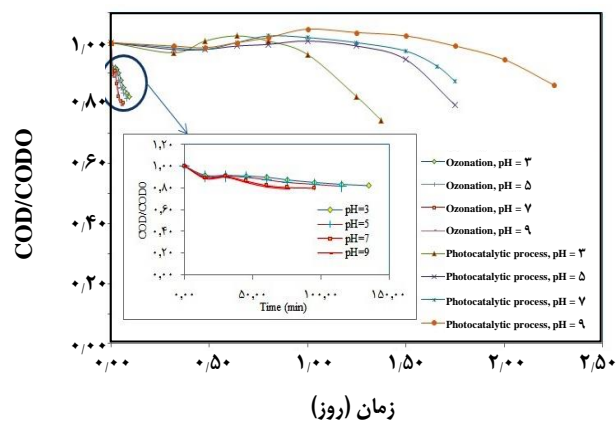 COD/CODO
۱٫۰۰
۰٫۸۰
۰٫۶۰
۰٫۴۰
۰٫۲۰
۰٫۰۰
۰٫۰۰ ۰٫۵۰ ۱٫۰۰ ۱٫۵۰ ۲٫۰۰ ۲٫۵۰
زمان (روز)
COD/CODO
۱,۲۰
۱,۰۰
۰,۸۰
۰,۶۰
۰,۴۰
۰,۲۰
۰,۰۰
۰,۰۰ ۵۰,۰۰ ۱۰۰,۰۰ ۱۵۰,۰۰
Time (min)
pH=3
pH=5
pH=7
pH=9
Ozonation, pH = ۳
Ozonation, pH = ۵
Ozonation, pH = ۷
Ozonation, pH = ۹
Photocatalytic process, pH = ۳
Photocatalytic process, pH = ۵
Photocatalytic process, pH = ۷
Photocatalytic process, pH = ۹